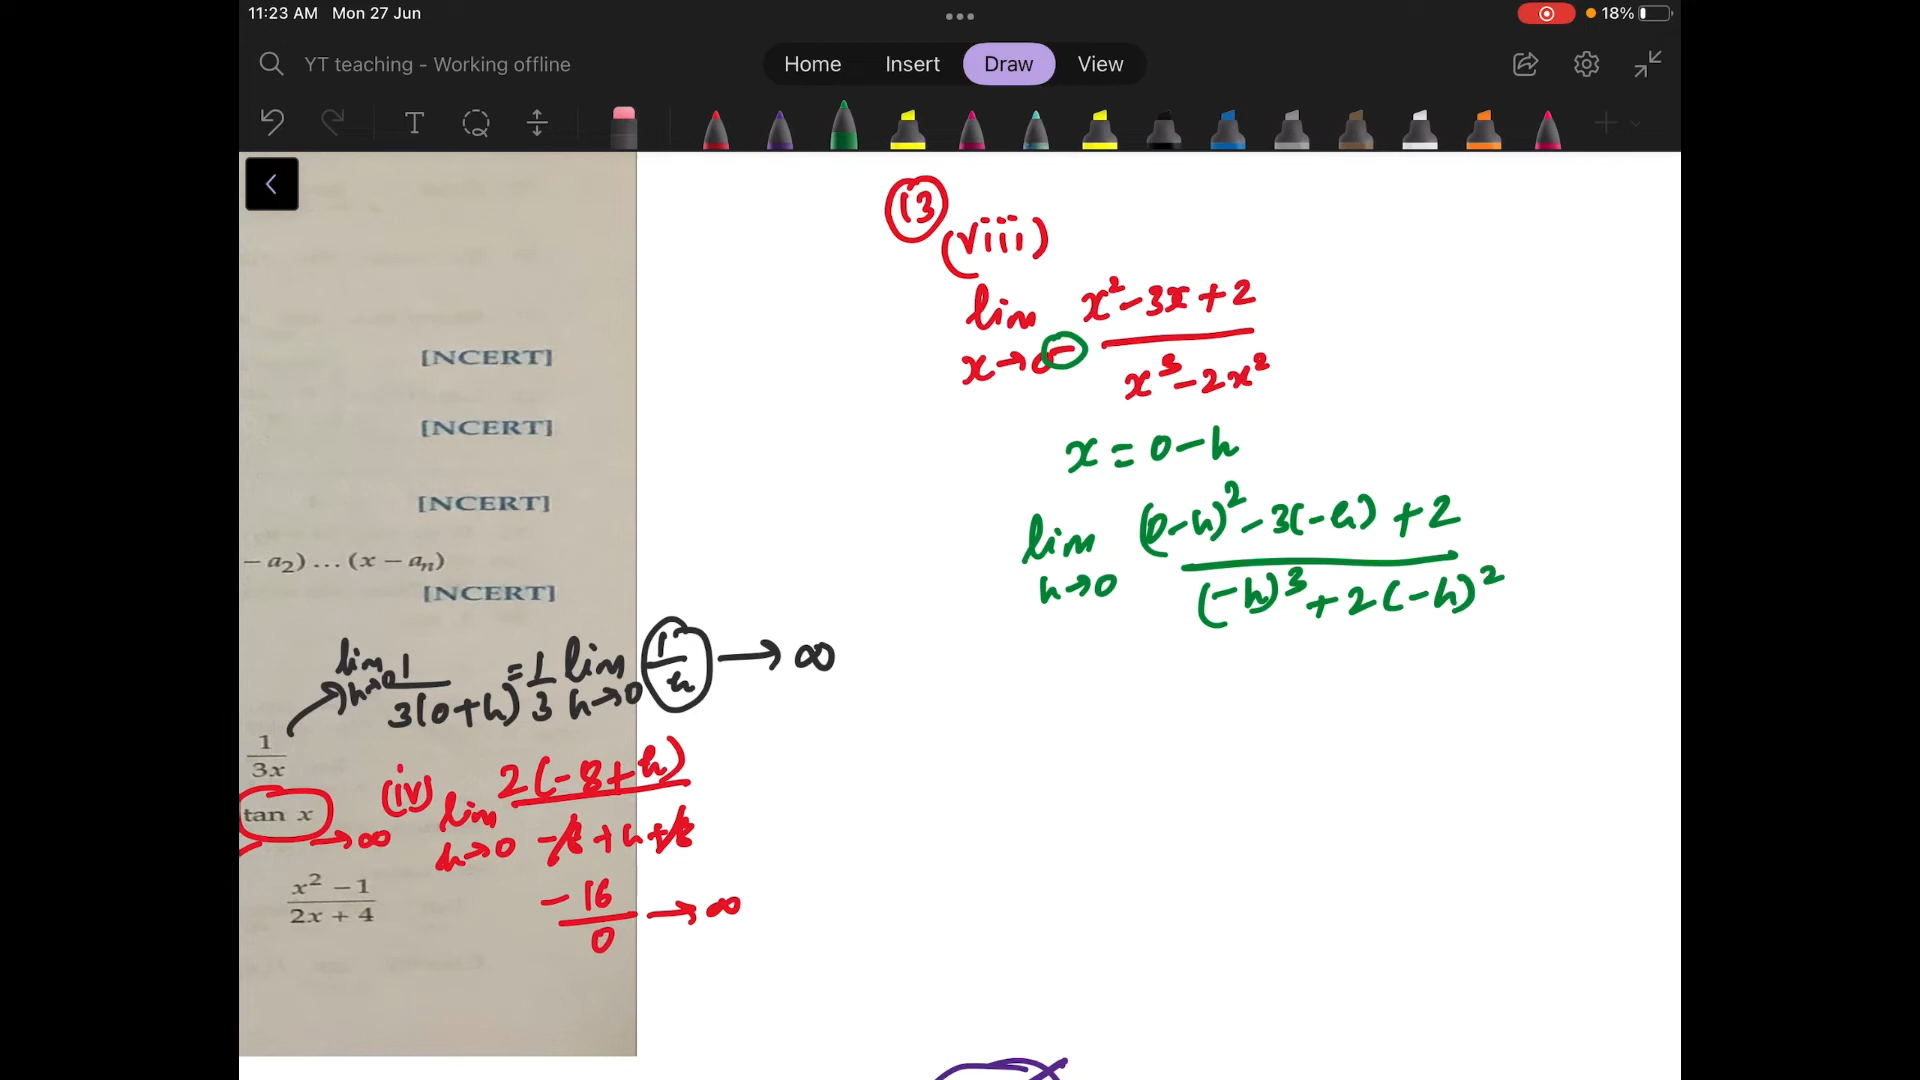 11:23 AM Mon 27 Jun
18%
YT teaching - Working offline
Home Insert Draw View
T
(13)
(viii)
lim x² - 3x + 2
x→0⁻ x³ - 2x²
x = 0 - h
lim (0-h)² - 3(-h) + 2
h→0 (-h)³ + 2(-h)²
[NCERT]
[NCERT]
[NCERT]
- a₂) ... (x - aₙ)
[NCERT]
lim 1 = 1 lim 1 → ∞
h→0 3(0+h) 3 h→0 h
1
3x
(iv) lim 2(-8+h)
h→0 -8+h+8
tan x → ∞
x² - 1
2x + 4
-16 → ∞
0